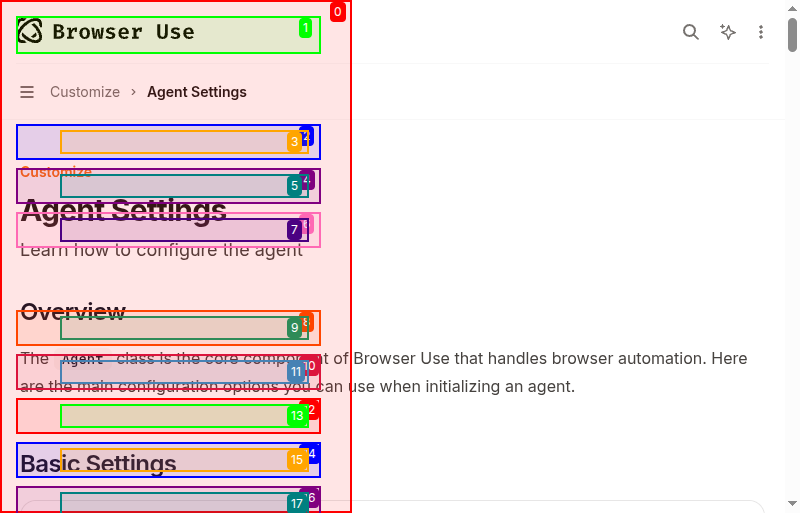 0
1
Browser Use
Customize › Agent Settings
3
Customize
5
Agent Settings
7
Learn how to configure the agent
Overview
9
8
The Agent class is the core component of Browser Use that handles browser automation. Here
11
10
are the main configuration options you can use when initializing an agent.
13
12
Basic Settings
15
14
17
16